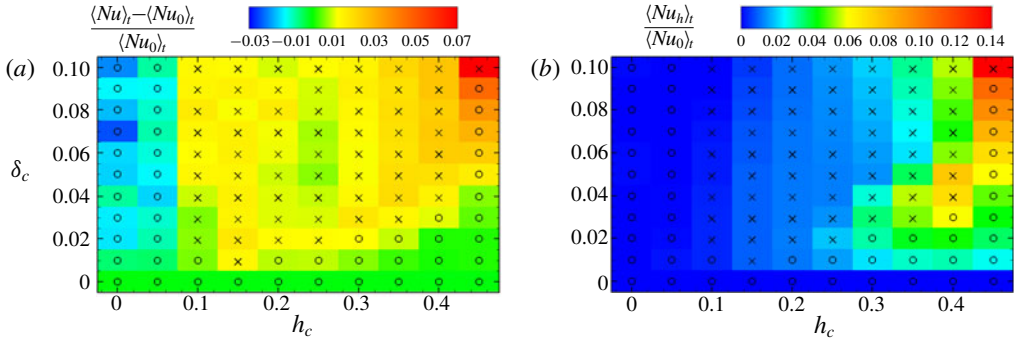 ⟨Nu⟩t−⟨Nu0⟩t
⟨Nu0⟩t
−0.03 −0.01 0.01 0.03 0.05 0.07
(a)
0.10
0.08
0.06
δc
0.04
0.02
0
0 0.1 0.2 0.3 0.4
hc
⟨Nuh⟩t
⟨Nu0⟩t
0 0.02 0.04 0.06 0.08 0.10 0.12 0.14
(b)
0.10
0.08
0.06
0.04
0.02
0
0 0.1 0.2 0.3 0.4
hc